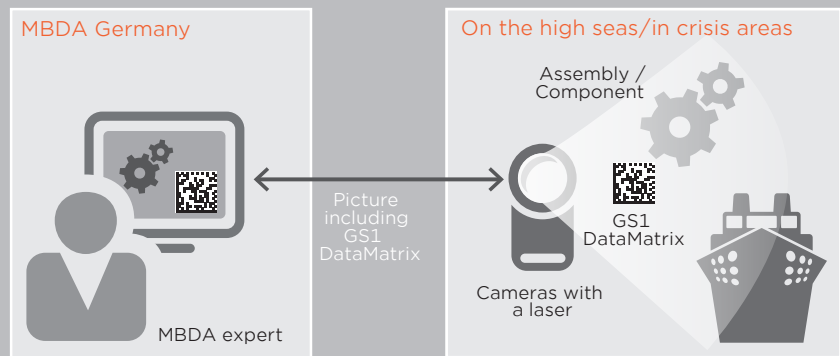 MBDA Germany
MBDA expert
Picture
including
GS1
DataMatrix
On the high seas/in crisis areas
Assembly /
Component
GS1
DataMatrix
Cameras with
a laser